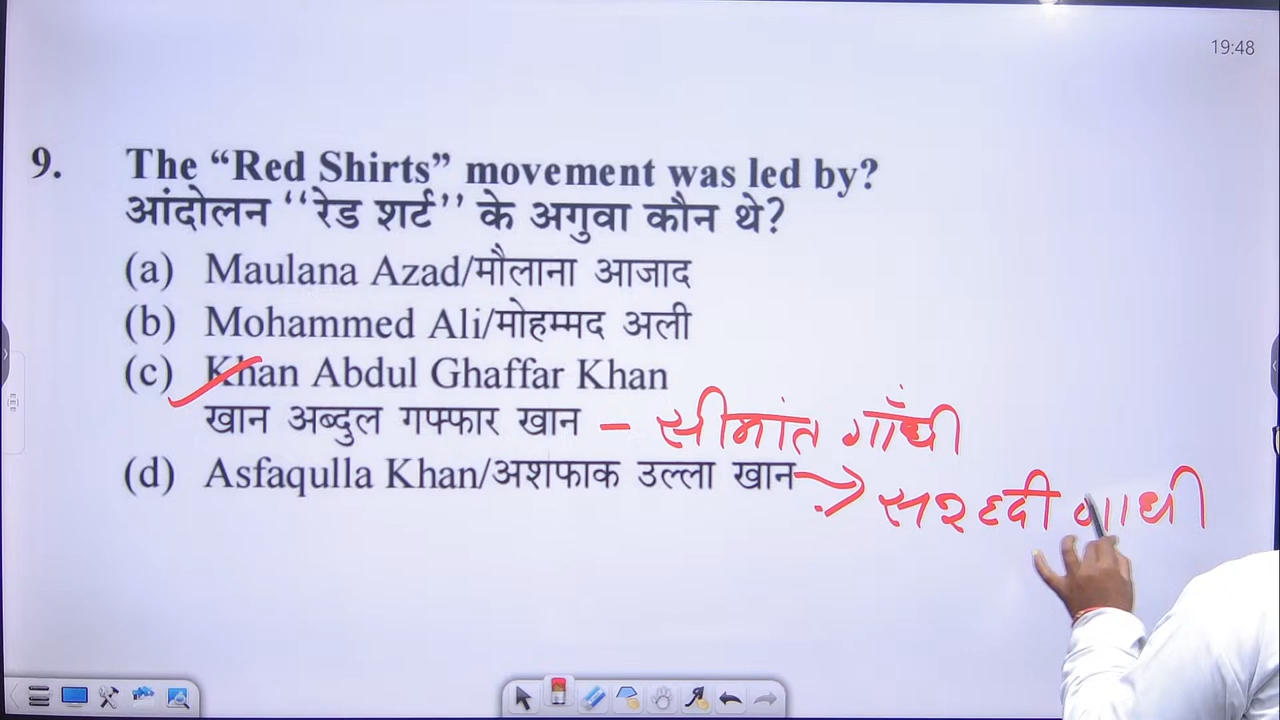 19:48
9. The “Red Shirts” movement was led by?
आंदोलन ‘‘रेड शर्ट’’ के अगुवा कौन थे?
(a) Maulana Azad/मौलाना आजाद
(b) Mohammed Ali/मोहम्मद अली
(c) Khan Abdul Ghaffar Khan
खान अब्दुल गफ्फार खान – सीमांत गाँधी
(d) Asfaqulla Khan/अशफाक उल्ला खान
सरहदी गाधी